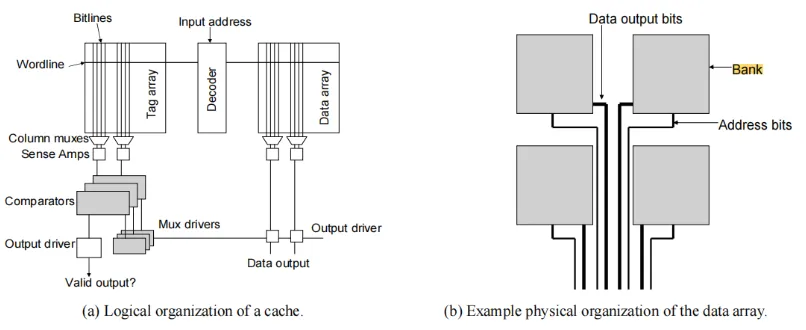 Bitlines
Input address
Wordline
Tag array
Decoder
Data array
Column muxes
Sense Amps
Comparators
Mux drivers
Output driver
Output driver
Data output
Valid output?
(a) Logical organization of a cache.
Data output bits
Bank
Address bits
(b) Example physical organization of the data array.